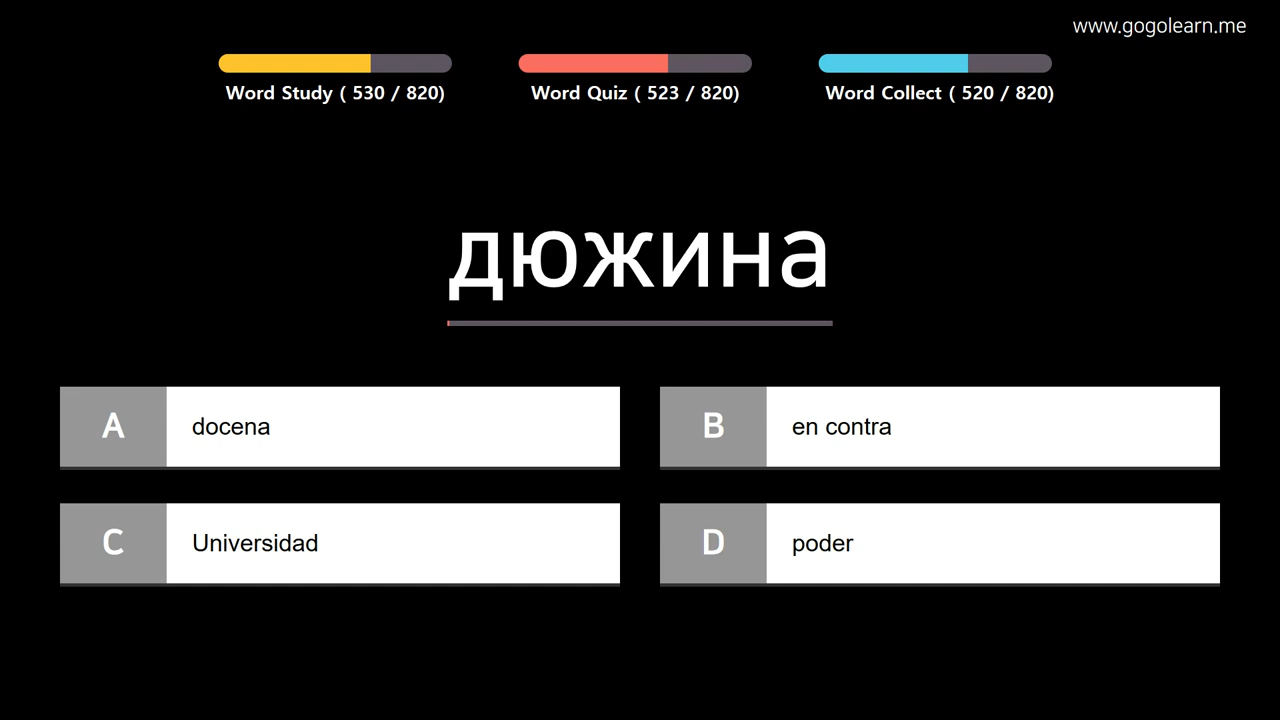 www.gogolearn.me
Word Study ( 530 / 820)
Word Quiz ( 523 / 820)
Word Collect ( 520 / 820)
дюжина
A docena
B en contra
C Universidad
D poder